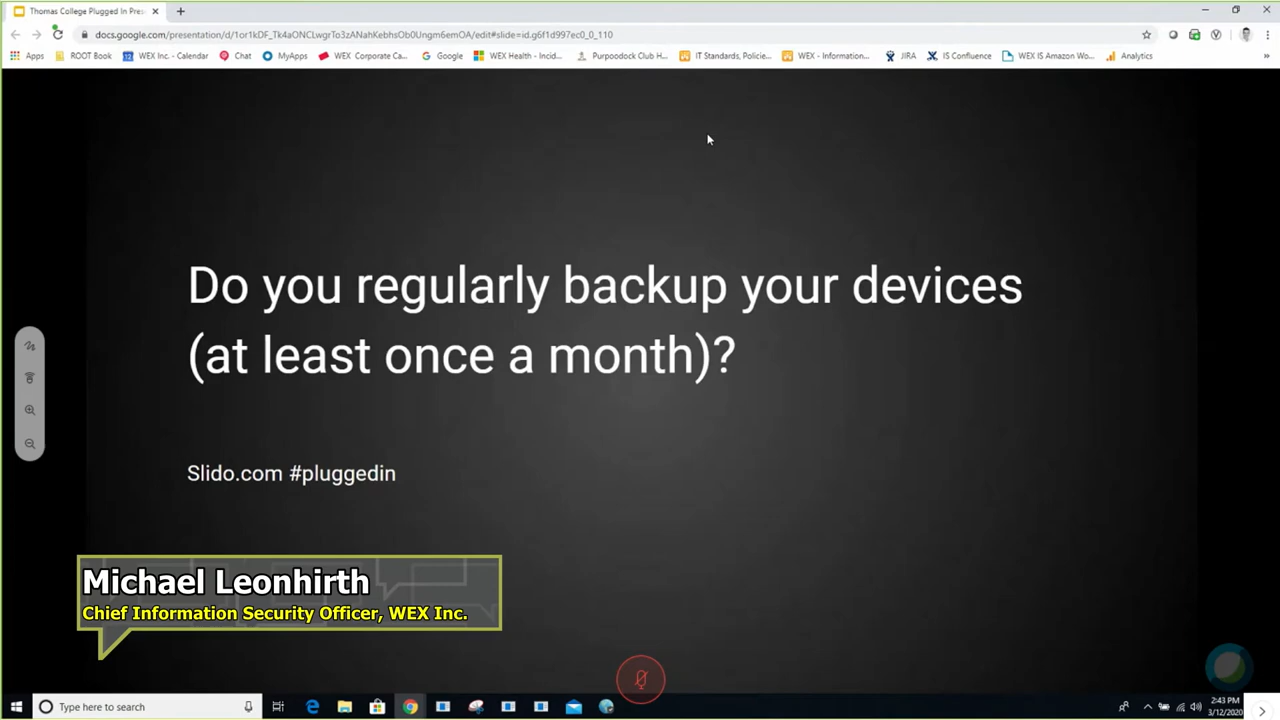 Thomas College Plugged In Pres
docs.google.com/presentation/d/1or1kDF_Tk4aONCLwgrTo3zANahKebhsOb0Ungm6emOA/edit#slide=id.g6f1d997ec0_0_110
Apps ROOT Book WEX Inc. - Calendar Chat MyApps WEX Corporate Ca... Google WEX Health - Incid... Purpoodock Club H... IT Standards, Policie... WEX - Information... JIRA IS Confluence WEX IS Amazon Wo... Analytics
Do you regularly backup your devices
(at least once a month)?
Slido.com #pluggedin
Michael Leonhirth
Chief Information Security Officer, WEX Inc.
Type here to search
2:43 PM
3/12/2020